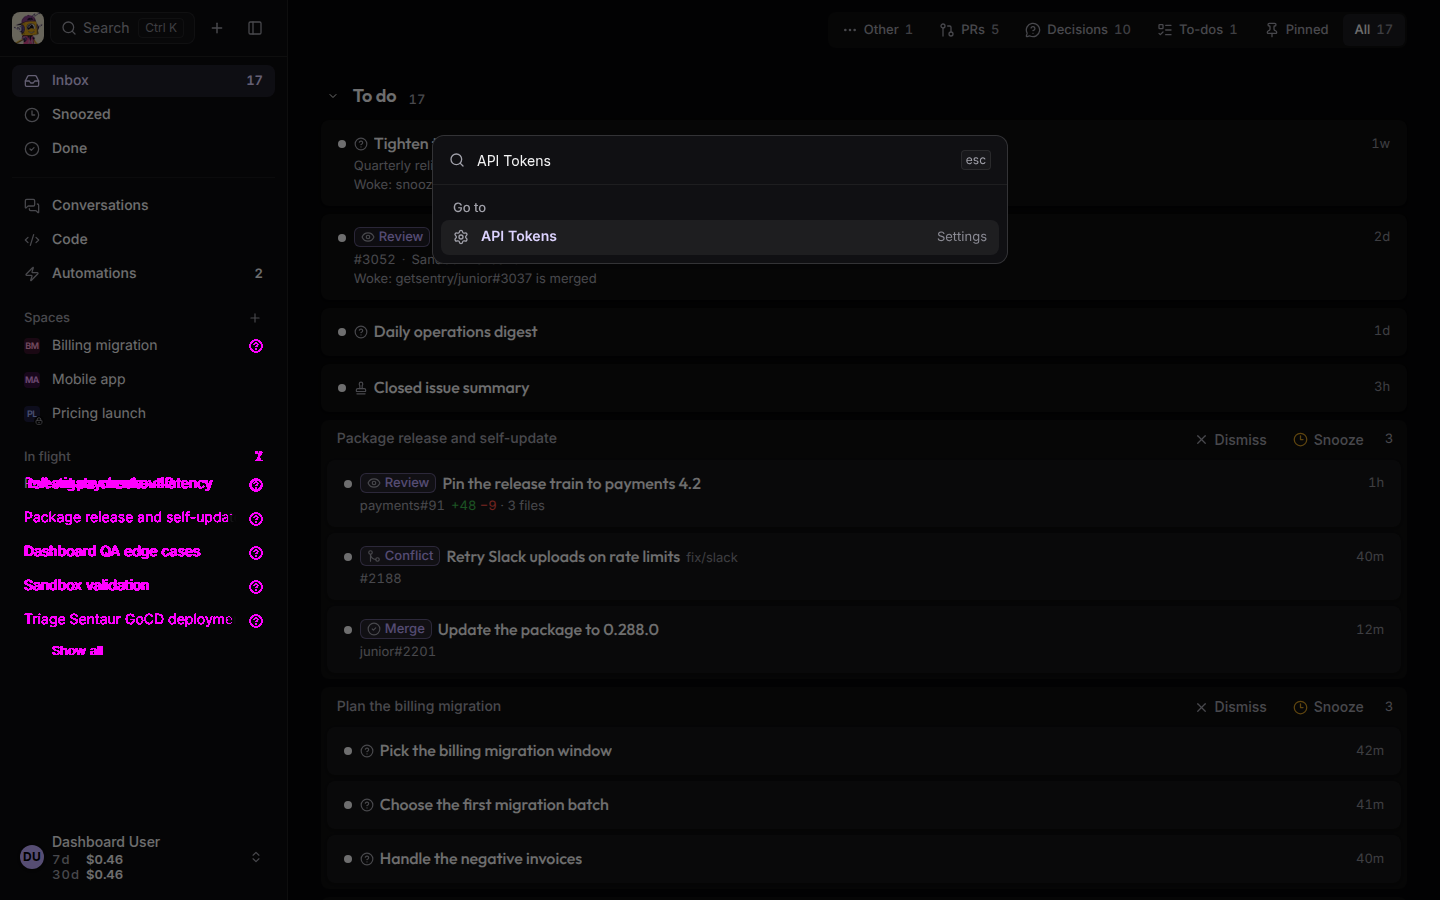 Search Ctrl K
Other 1 PRs 5 Decisions 10 To-dos 1 Pinned All 17
Inbox 17
Snoozed
Done
Conversations
Code
Automations 2
Spaces
BM Billing migration
MA Mobile app
PL Pricing launch
In flight
Package release and self-updat
Dashboard QA edge cases
Sandbox validation
Triage Sentaur GoCD deployme
Show all
DU Dashboard User
7d $0.46
30d $0.46
To do 17
Tighten 1w
Quarterly reli
Woke: snooz
API Tokens esc
Go to
API Tokens Settings
Review 2d
#3052 · San
Woke: getsentry/junior#3037 is merged
Daily operations digest 1d
Closed issue summary 3h
Package release and self-update Dismiss Snooze 3
Review Pin the release train to payments 4.2 1h
payments#91 +48 −9 · 3 files
Conflict Retry Slack uploads on rate limits fix/slack 40m
#2188
Merge Update the package to 0.288.0 12m
junior#2201
Plan the billing migration Dismiss Snooze 3
Pick the billing migration window 42m
Choose the first migration batch 41m
Handle the negative invoices 40m